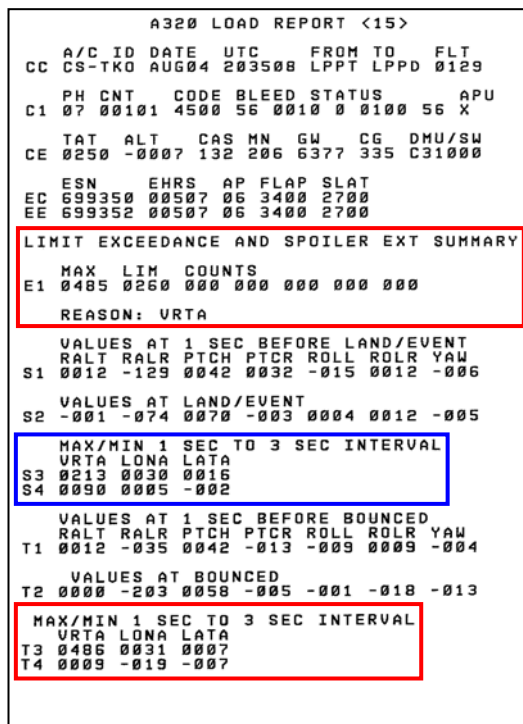 A320 LOAD REPORT <15>
A/C ID DATE UTC FROM TO FLT
CC CS-TKO AUG04 203508 LPPT LPPD 0129
PH CNT CODE BLEED STATUS APU
C1 07 00101 4500 56 0010 0 0100 56 X
TAT ALT CAS MN GW CG DMU/SW
CE 0250 -0007 132 206 6377 335 C31000
ESN EHRS AP FLAP SLAT
EC 699350 00507 06 3400 2700
EE 699352 00507 06 3400 2700
LIMIT EXCEEDANCE AND SPOILER EXT SUMMARY
MAX LIM COUNTS
E1 0485 0260 000 000 000 000 000
REASON: VRTA
VALUES AT 1 SEC BEFORE LAND/EVENT
RALT RALR PTCH PTCR ROLL ROLR YAW
S1 0012 -129 0042 0032 -015 0012 -006
VALUES AT LAND/EVENT
S2 -001 -074 0070 -003 0004 0012 -005
MAX/MIN 1 SEC TO 3 SEC INTERVAL
VRTA LONA LATA
S3 0213 0030 0016
S4 0090 0005 -002
VALUES AT 1 SEC BEFORE BOUNCED
RALT RALR PTCH PTCR ROLL ROLR YAW
T1 0012 -035 0042 -013 -009 0009 -004
VALUES AT BOUNCED
T2 0000 -203 0058 -005 -001 -018 -013
MAX/MIN 1 SEC TO 3 SEC INTERVAL
VRTA LONA LATA
T3 0486 0031 0007
T4 0009 -019 -007